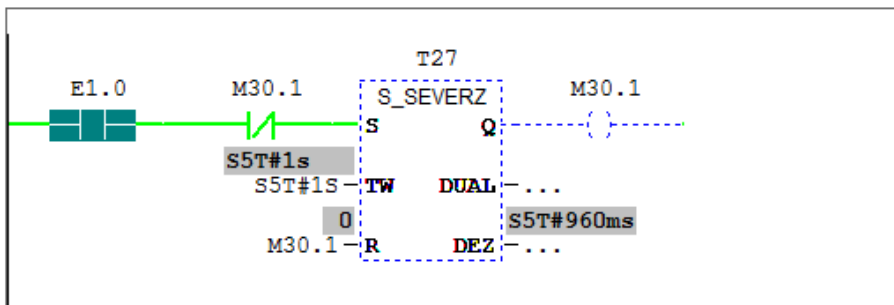 T27
E1.0 M30.1 S_SEVERZ M30.1
S Q
S5T#1s
S5T#1S TW DUAL ...
0 S5T#960ms
M30.1 R DEZ ...